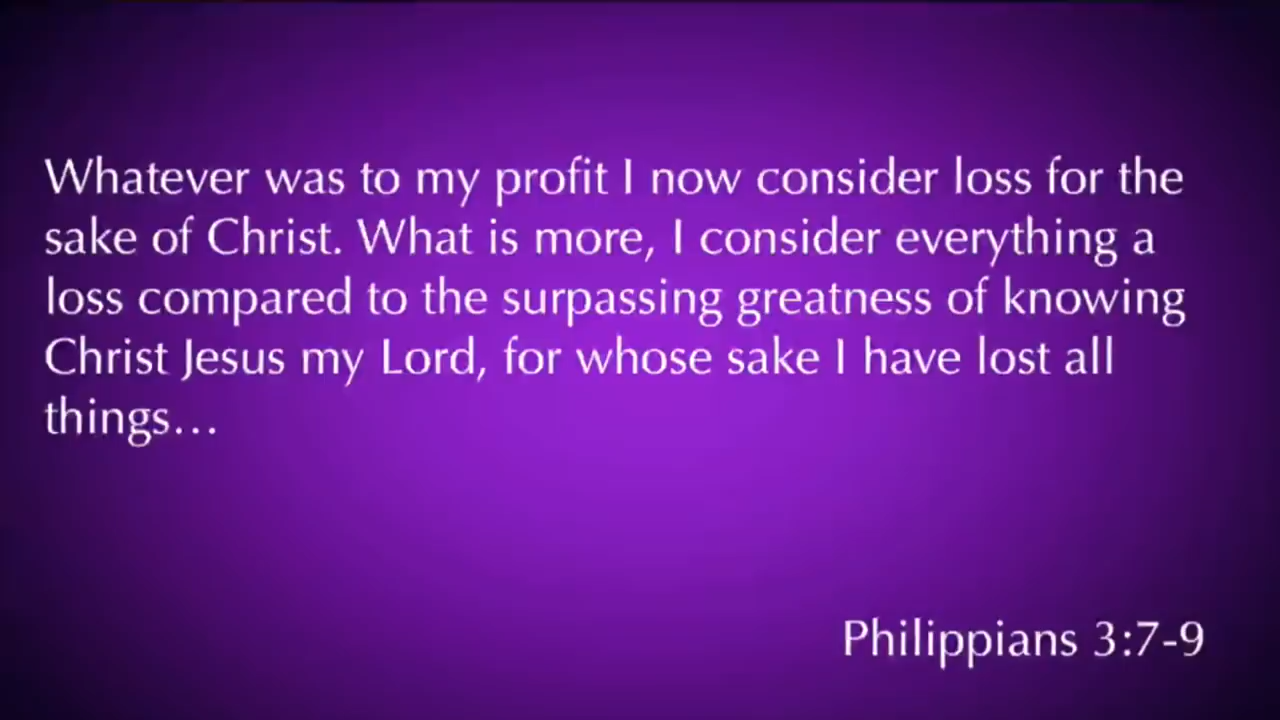 Whatever was to my profit I now consider loss for the
sake of Christ. What is more, I consider everything a
loss compared to the surpassing greatness of knowing
Christ Jesus my Lord, for whose sake I have lost all
things…
Philippians 3:7-9